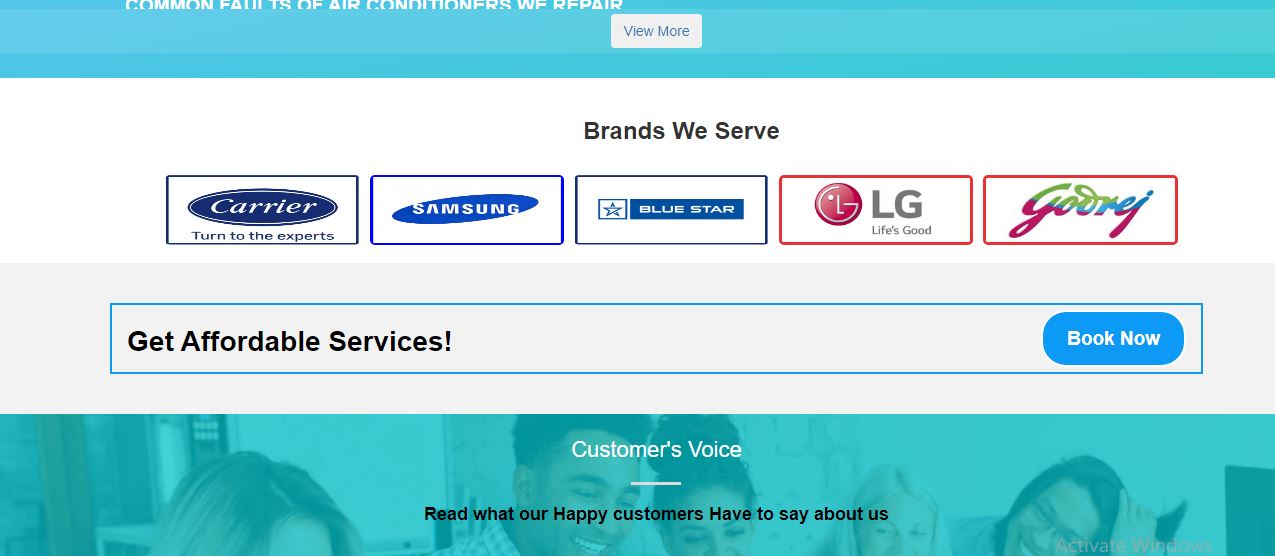 COMMON FAULTS OF AIR CONDITIONERS WE REPAIR
View More
Brands We Serve
Carrier
Turn to the experts
SAMSUNG
BLUE STAR
LG
Life's Good
Godrej
Get Affordable Services!
Book Now
Customer's Voice
Read what our Happy customers Have to say about us
Activate Windows